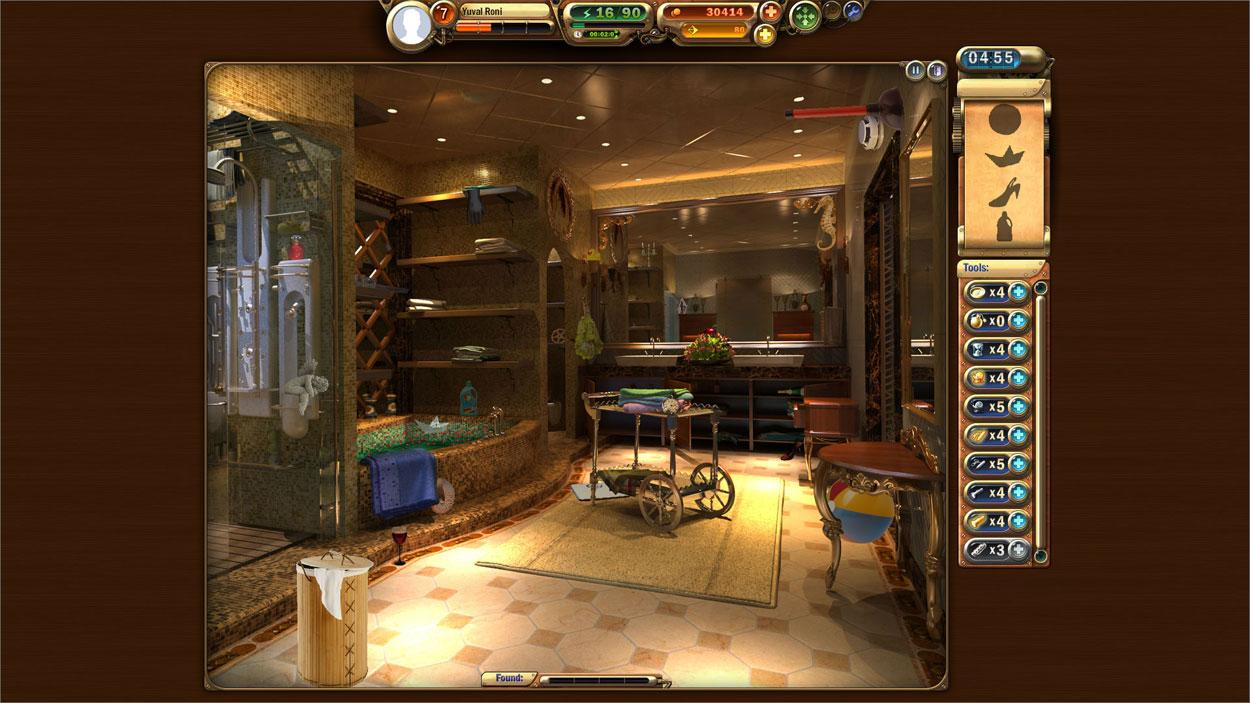 7 Yuval Roni
16/90
30414
80
04:55
Tools:
x4
x0
x4
x4
x5
x4
x5
x4
x4
x3
Found: